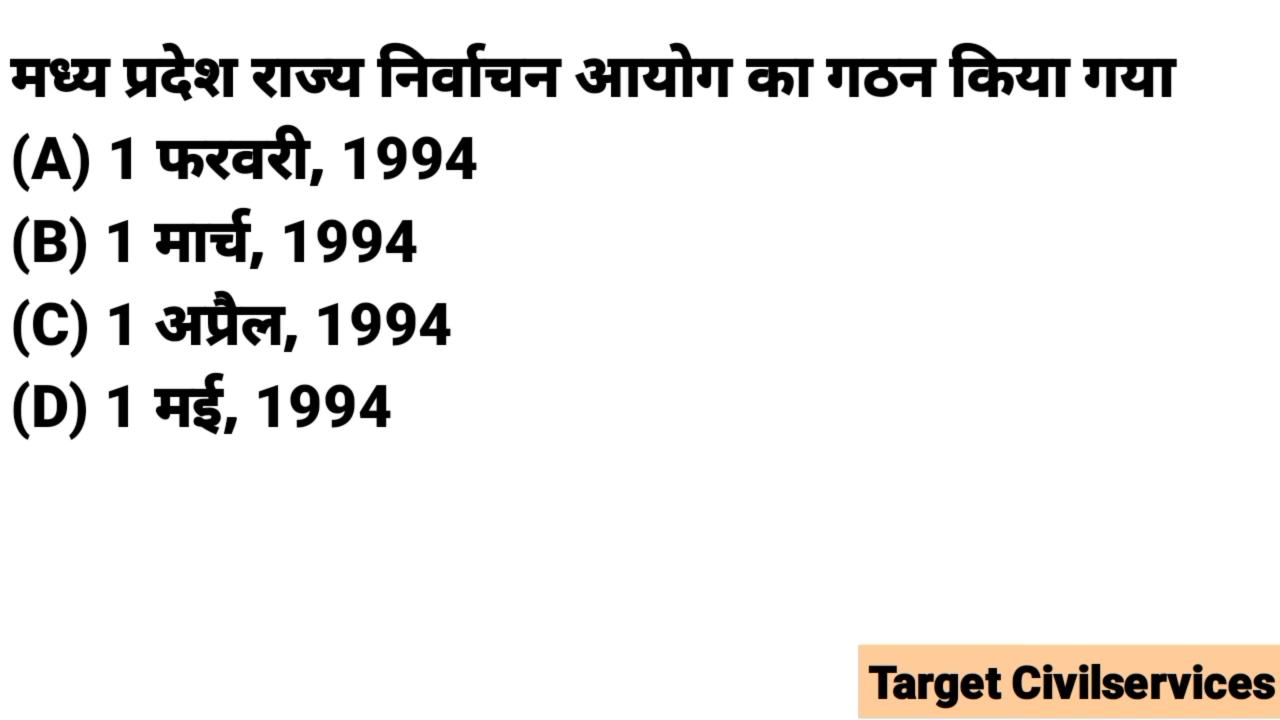 मध्य प्रदेश राज्य निर्वाचन आयोग का गठन किया गया
(A) 1 फरवरी, 1994
(B) 1 मार्च, 1994
(C) 1 अप्रैल, 1994
(D) 1 मई, 1994
Target Civilservices